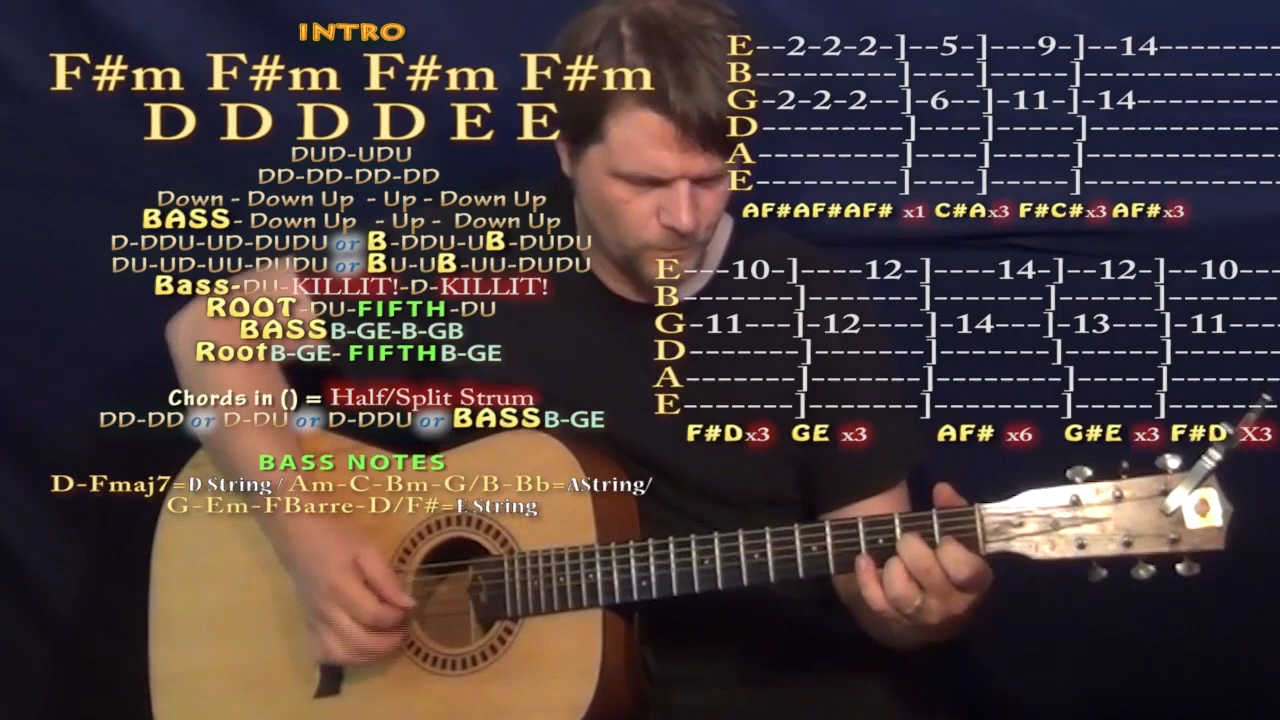 INTRO
F#m F#m F#m F#m
D D D D E E
DUD-UDU
DD-DD-DD-DD
Down - Down Up - Up - Down Up
BASS - Down Up - Up - Down Up
D-DDU-UD-DUDU or B-DDU-UB-DUDU
DU-UD-UU-DUDU or BU-UB-UU-DUDU
Bass-DU-KILLIT!-D-KILLIT!
ROOT-DU-FIFTH-DU
BASSB-GE-B-GB
RootB-GE-FIFTHB-GE
Chords in () = Half/Split Strum
DD-DD or D-DU or D-DDU or BASSB-GE
BASS NOTES
D-Fmaj7=D String / Am-C-Bm-G/B-Bb=AString/
G-Em-FBarre-D/F#=E String
E--2-2-2-]--5-]---9-]--14-------
B---------]----]-----]-------------
G-2-2-2--]-6--]-11-]-14---------
D----------]----]-----]-------------
A---------]----]-----]-------------
E---------]----]-----]-------------
AF#AF#AF# x1 C#Ax3 F#C#x3 AF#x3
E---10-]----12-]----14-]--12-]--10---
B--------]--------]--------]-------]-------
G-11---]-12----]-14---]-13---]-11----
D--------]--------]--------]-------]-------
A-------]--------]---------]------]-------
E-------]--------]---------]------]-------
F#Dx3 GE x3 AF# x6 G#E x3 F#D X3